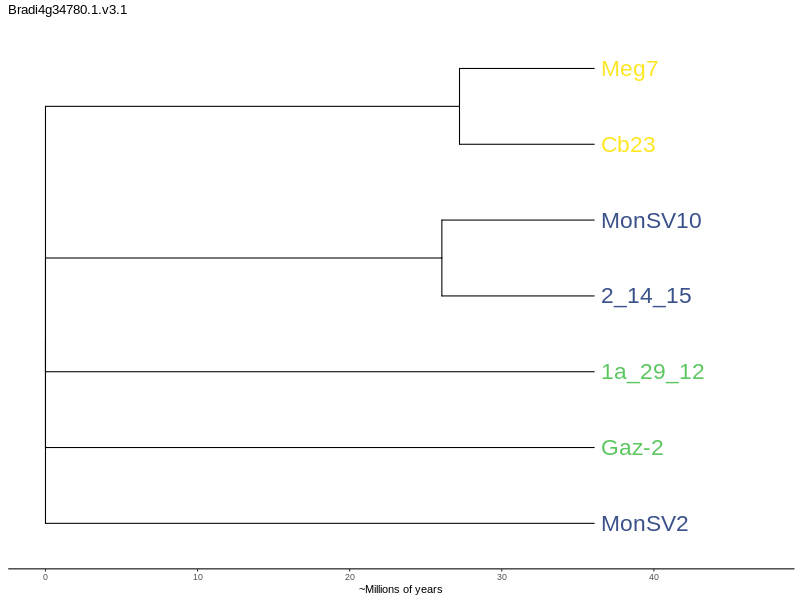 Bradi4g34780.1.v3.1
Meg7
Cb23
MonSV10
2_14_15
1a_29_12
Gaz-2
MonSV2
0 10 20 30 40
~Millions of years